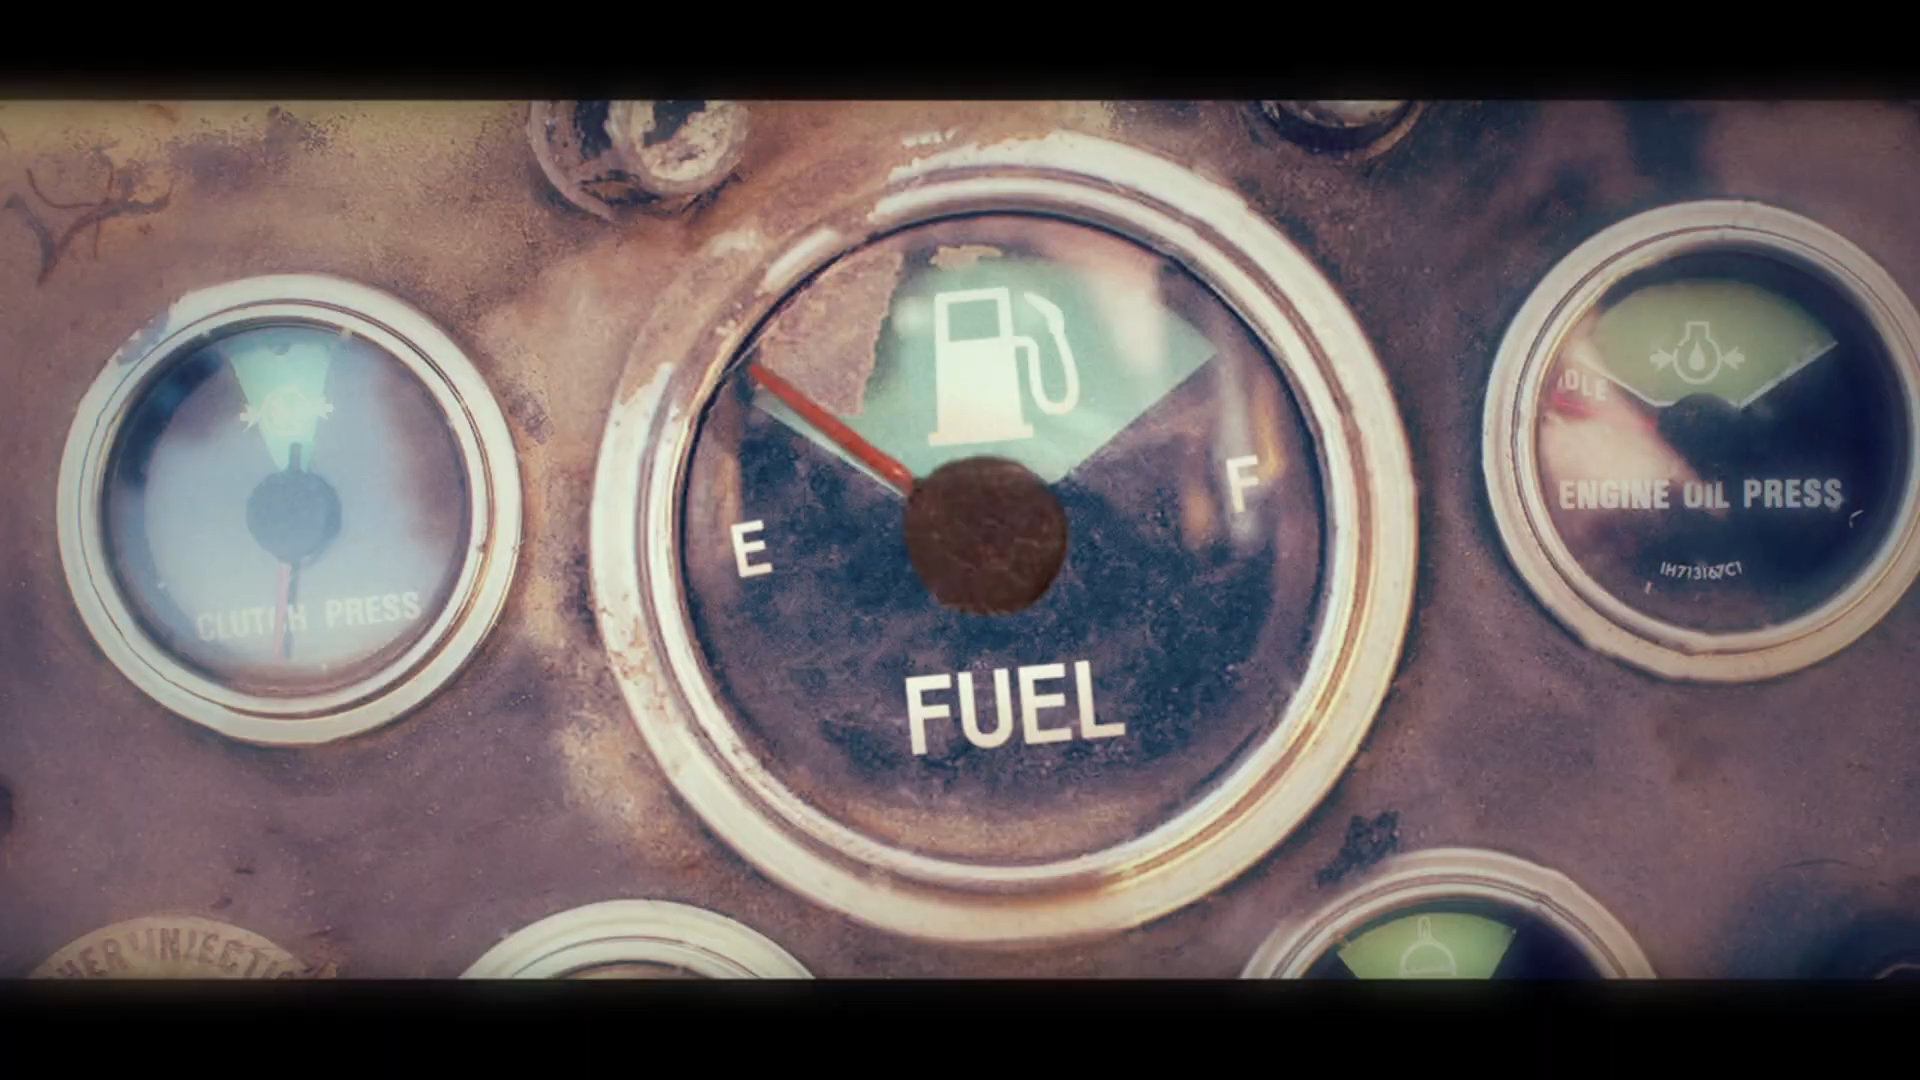 IDLE
ENGINE OIL PRESS
IH713167C1
E
F
FUEL
CLUTCH PRESS